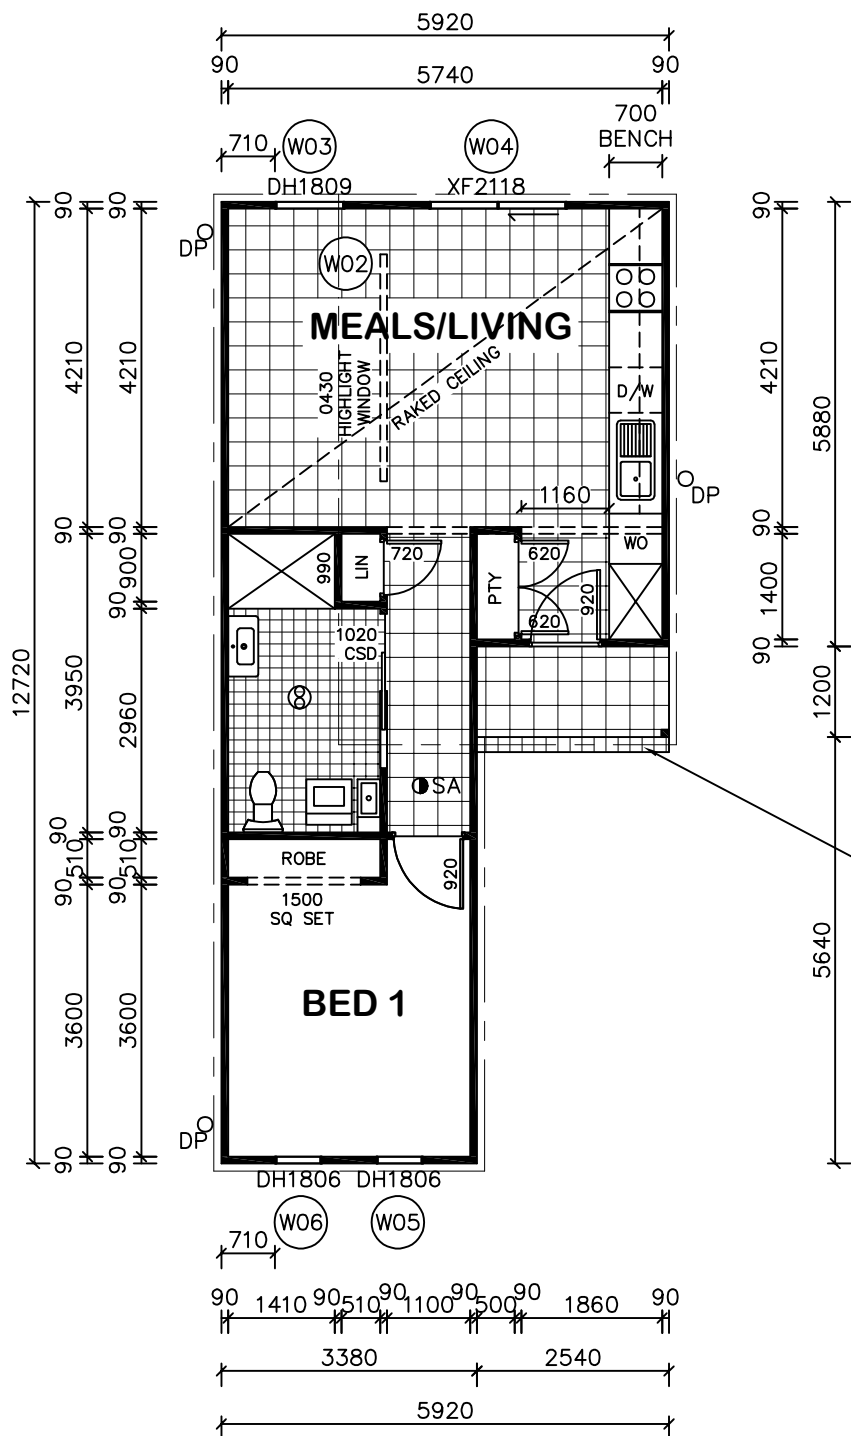 5920
90 5740 90
700
BENCH
710
W03
W04
DH1809
XF2118
90 90 90
DP
W02
MEALS/LIVING
0430
HIGHLIGHT
WINDOW
RAKED CEILING
D/W
4210 4210 4210
5880
DP
1160
90 90 90
WO
LIN
990
720
PTY
620
620
920
900
1400
90 90
90
1020
CSD
12720
3950
2960
1200
SA
90 90
510 510
90 90
ROBE
920
1500
SQ SET
5640
BED 1
3600 3600
DP
90 90
DH1806 DH1806
W06 W05
710
90 1410 90 510 90 1100 90 500 90 1860 90
3380 2540
5920